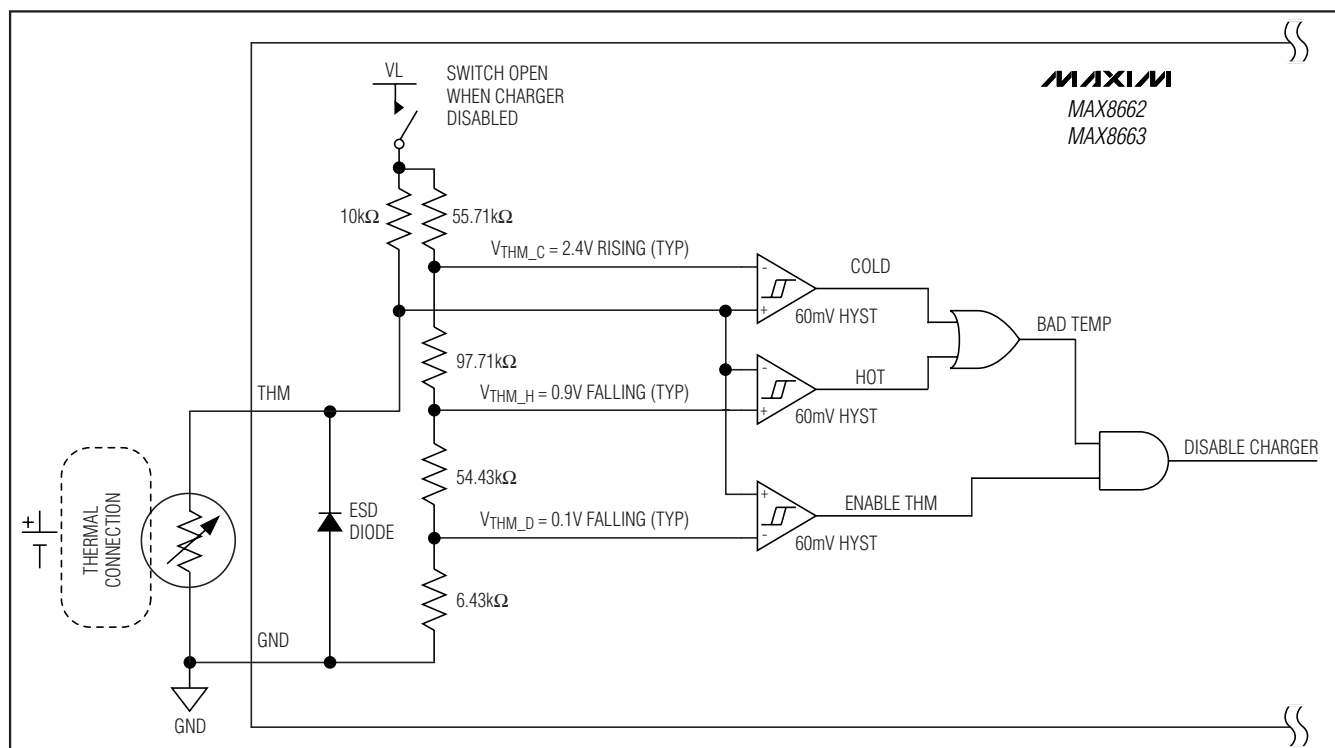 VL
SWITCH OPEN
WHEN CHARGER
DISABLED
MAXIM
MAX8662
MAX8663
10kΩ
55.71kΩ
VTHM_C = 2.4V RISING (TYP)
-
+
COLD
60mV HYST
BAD TEMP
97.71kΩ
THM
VTHM_H = 0.9V FALLING (TYP)
-
+
HOT
60mV HYST
DISABLE CHARGER
54.43kΩ
THERMAL
CONNECTION
+
ESD
DIODE
VTHM_D = 0.1V FALLING (TYP)
+
-
ENABLE THM
60mV HYST
6.43kΩ
GND
GND